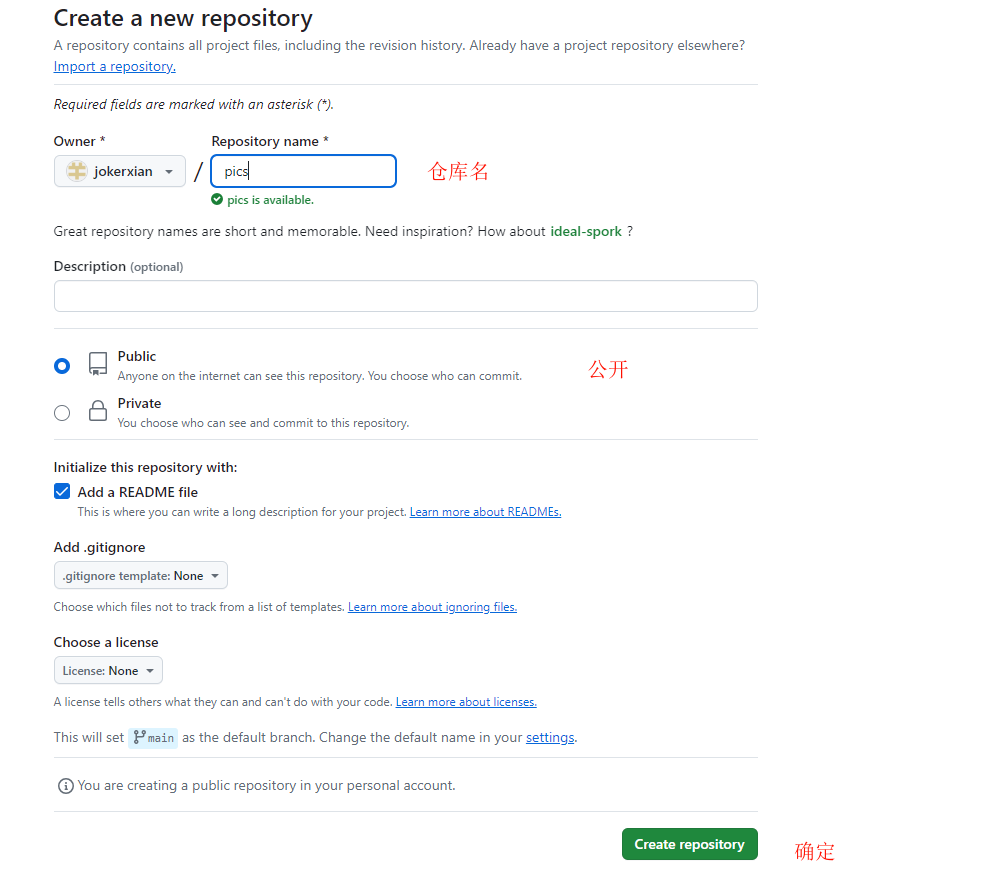 Create a new repository
A repository contains all project files, including the revision history. Already have a project repository elsewhere?
Import a repository.
Required fields are marked with an asterisk (*).
Owner * Repository name *
jokerxian / pics 仓库名
pics is available.
Great repository names are short and memorable. Need inspiration? How about ideal-spork ?
Description (optional)
Public
Anyone on the internet can see this repository. You choose who can commit. 公开
Private
You choose who can see and commit to this repository.
Initialize this repository with:
Add a README file
This is where you can write a long description for your project. Learn more about READMEs.
Add .gitignore
.gitignore template: None
Choose which files not to track from a list of templates. Learn more about ignoring files.
Choose a license
License: None
A license tells others what they can and can't do with your code. Learn more about licenses.
This will set main as the default branch. Change the default name in your settings.
You are creating a public repository in your personal account.
Create repository 确定